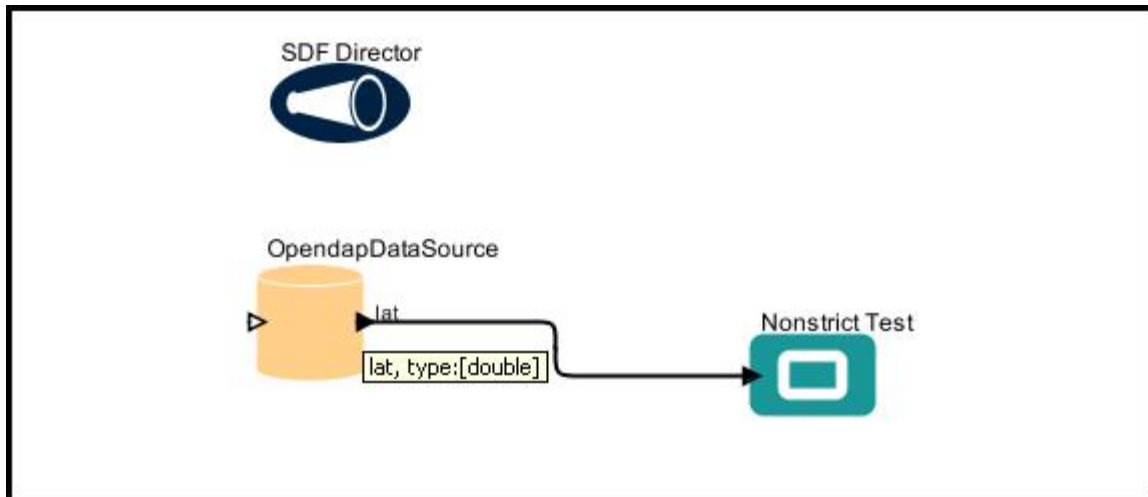 SDF Director
OpendapDataSource
lat
Nonstrict Test
lat, type:[double]